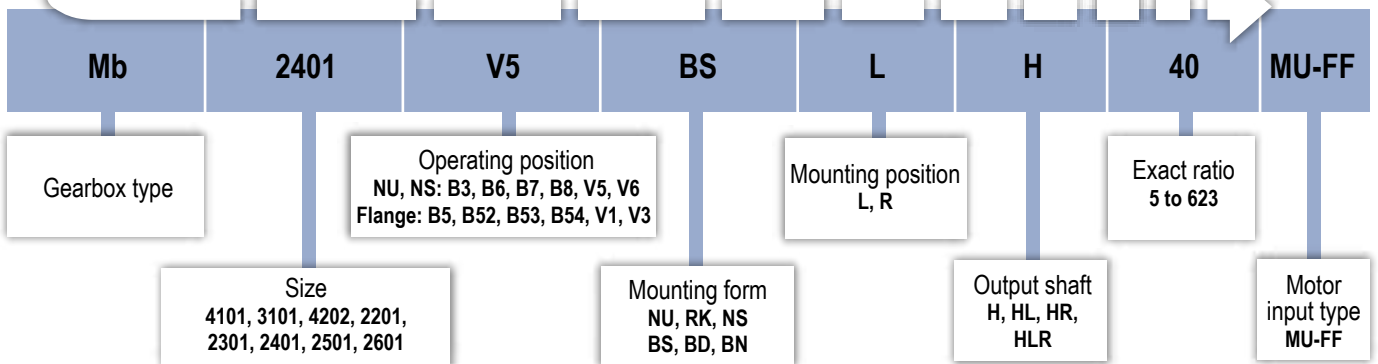 Mb 2401 V5 BS L H 40 MU-FF
Gearbox type
Operating position
NU, NS: B3, B6, B7, B8, V5, V6
Flange: B5, B52, B53, B54, V1, V3
Mounting position
L, R
Exact ratio
5 to 623
Size
4101, 3101, 4202, 2201,
2301, 2401, 2501, 2601
Mounting form
NU, RK, NS
BS, BD, BN
Output shaft
H, HL, HR,
HLR
Motor
input type
MU-FF